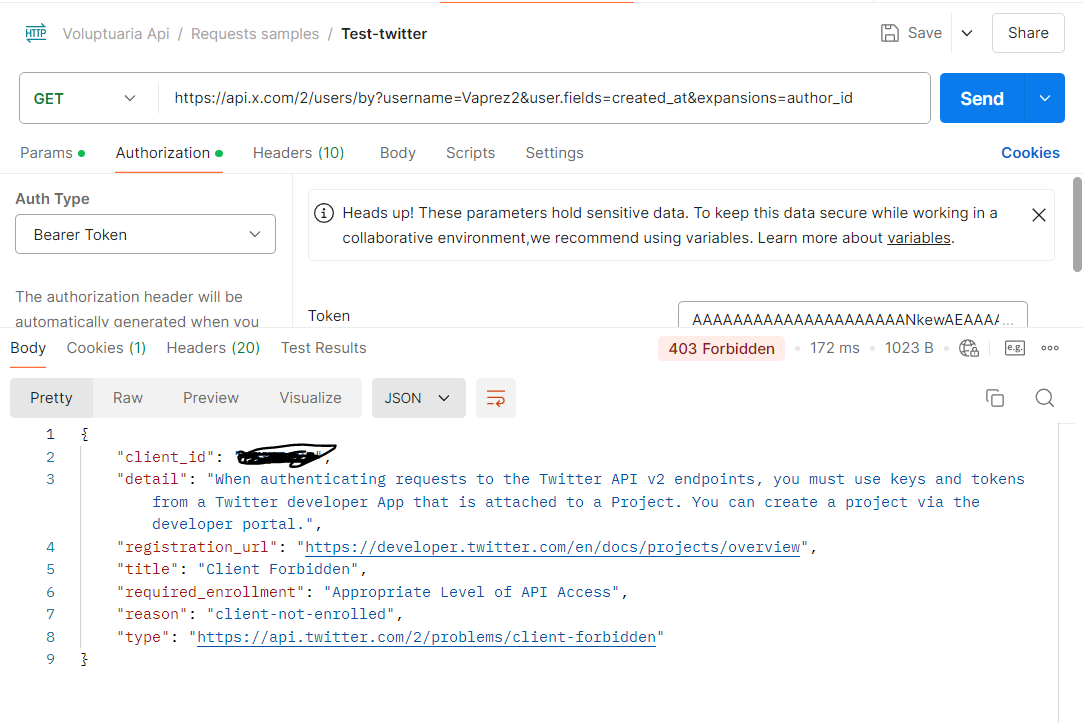 HTTP Voluptuaria Api / Requests samples / Test-twitter Save Share
GET https://api.x.com/2/users/by?username=Vaprez2&user.fields=created_at&expansions=author_id Send
Params Authorization Headers (10) Body Scripts Settings Cookies
Auth Type
Bearer Token
The authorization header will be
automatically generated when you
Heads up! These parameters hold sensitive data. To keep this data secure while working in a
collaborative environment,we recommend using variables. Learn more about variables.
Token AAAAAAAAAAAAAAAAAAAAANkewAEAAAA...
Body Cookies (1) Headers (20) Test Results 403 Forbidden 172 ms 1023 B e.g.
Pretty Raw Preview Visualize JSON
1 {
2 "client_id": "",
3 "detail": "When authenticating requests to the Twitter API v2 endpoints, you must use keys and tokens
from a Twitter developer App that is attached to a Project. You can create a project via the
developer portal.",
4 "registration_url": "https://developer.twitter.com/en/docs/projects/overview",
5 "title": "Client Forbidden",
6 "required_enrollment": "Appropriate Level of API Access",
7 "reason": "client-not-enrolled",
8 "type": "https://api.twitter.com/2/problems/client-forbidden"
9 }